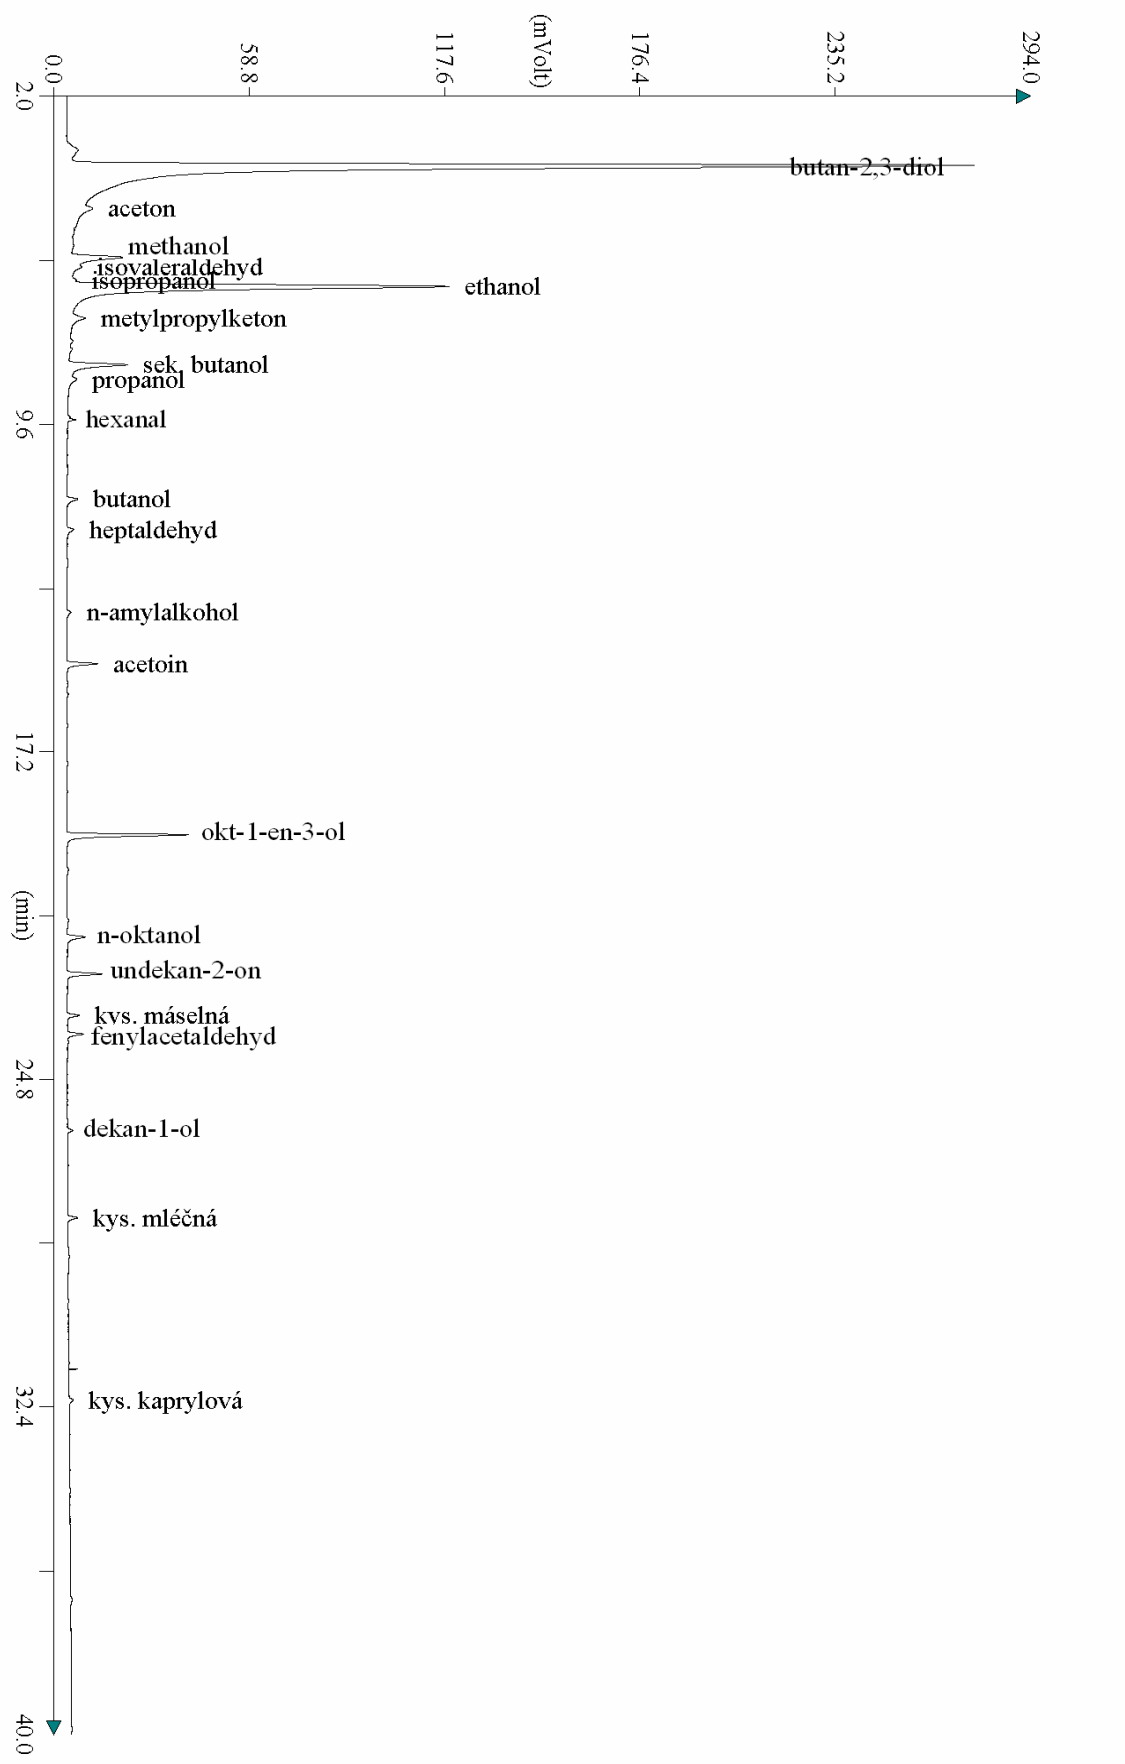 (mVolt)
0.0
58.8
117.6
176.4
235.2
294.0
2.0
butan-2,3-diol
aceton
methanol
isovaleraldehyd
isopropanol
ethanol
metylpropylketon
sek. butanol
propanol
hexanal
9.6
butanol
heptaldehyd
n-amylalkohol
acetoin
17.2
okt-1-en-3-ol
(min)
n-oktanol
undekan-2-on
kys. máselná
fenylacetaldehyd
24.8
dekan-1-ol
kys. mléčná
kys. kaprylová
32.4
40.0